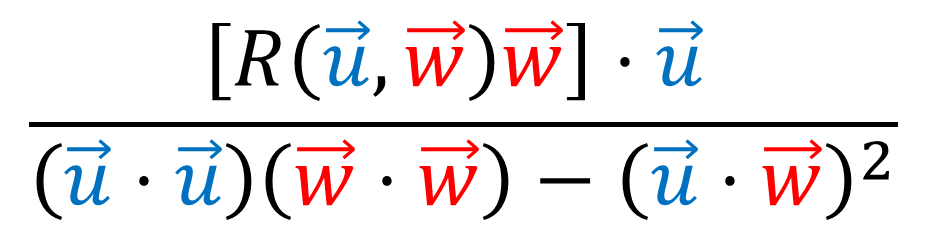 [R(u⃗, w⃗)w⃗] · u⃗
(u⃗ · u⃗)(w⃗ · w⃗) − (u⃗ · w⃗)²